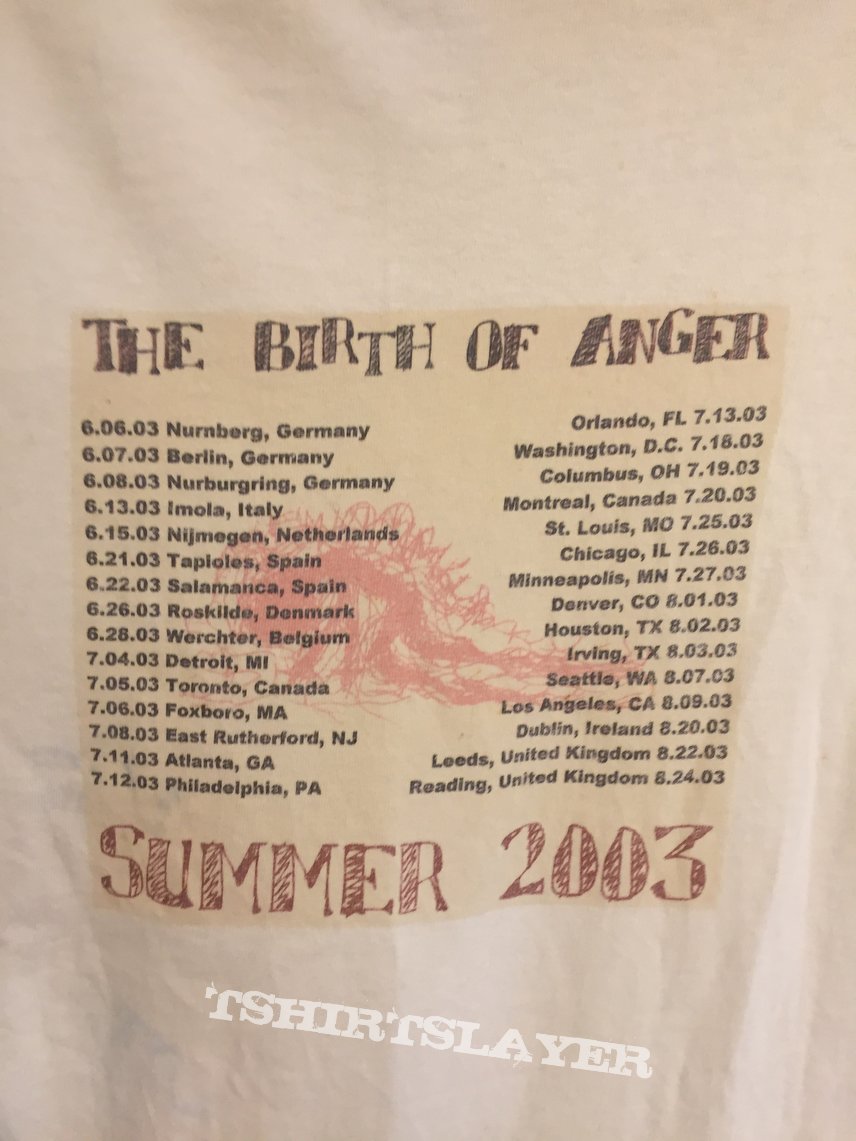 THE BIRTH OF ANGER
6.06.03 Nurnberg, Germany
6.07.03 Berlin, Germany
6.08.03 Nurburgring, Germany
6.13.03 Imola, Italy
6.15.03 Nijmegen, Netherlands
6.21.03 Tapioles, Spain
6.22.03 Salamanca, Spain
6.26.03 Roskilde, Denmark
6.28.03 Werchter, Belgium
7.04.03 Detroit, MI
7.05.03 Toronto, Canada
7.06.03 Foxboro, MA
7.08.03 East Rutherford, NJ
7.11.03 Atlanta, GA
7.12.03 Philadelphia, PA
Orlando, FL 7.13.03
Washington, D.C. 7.18.03
Columbus, OH 7.19.03
Montreal, Canada 7.20.03
St. Louis, MO 7.25.03
Chicago, IL 7.26.03
Minneapolis, MN 7.27.03
Denver, CO 8.01.03
Houston, TX 8.02.03
Irving, TX 8.03.03
Seattle, WA 8.07.03
Los Angeles, CA 8.09.03
Dublin, Ireland 8.20.03
Leeds, United Kingdom 8.22.03
Reading, United Kingdom 8.24.03
SUMMER 2003
TSHIRTSLAYER